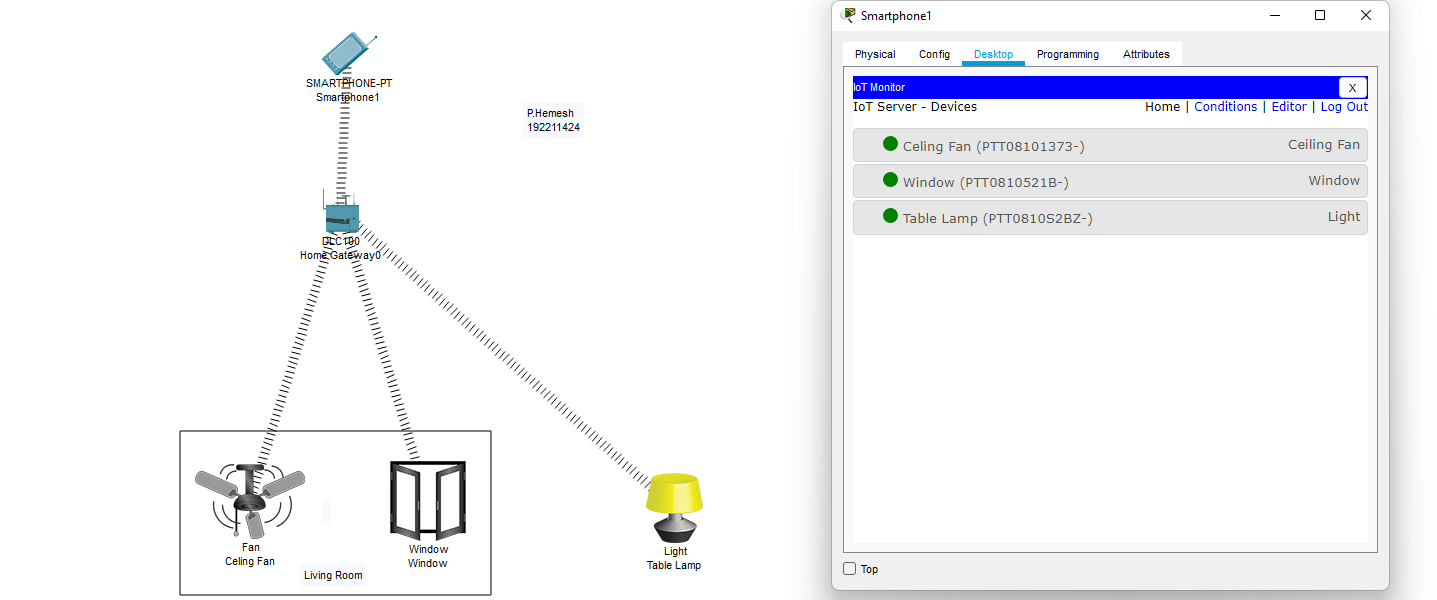 SMARTPHONE-PT
Smartphone1
P.Hemesh
192211424
DLC100
Home Gateway0
Fan
Celing Fan
Living Room
Window
Window
Light
Table Lamp
Smartphone1
Physical Config Desktop Programming Attributes
IoT Monitor X
IoT Server - Devices Home | Conditions | Editor | Log Out
Celing Fan (PTT08101373-) Ceiling Fan
Window (PTT0810521B-) Window
Table Lamp (PTT0810S2BZ-) Light
Top